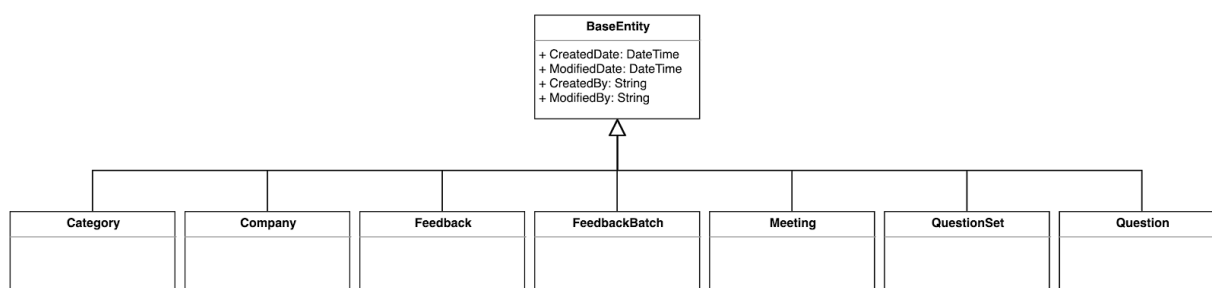 BaseEntity
+ CreatedDate: DateTime
+ ModifiedDate: DateTime
+ CreatedBy: String
+ ModifiedBy: String
Category
Company
Feedback
FeedbackBatch
Meeting
QuestionSet
Question